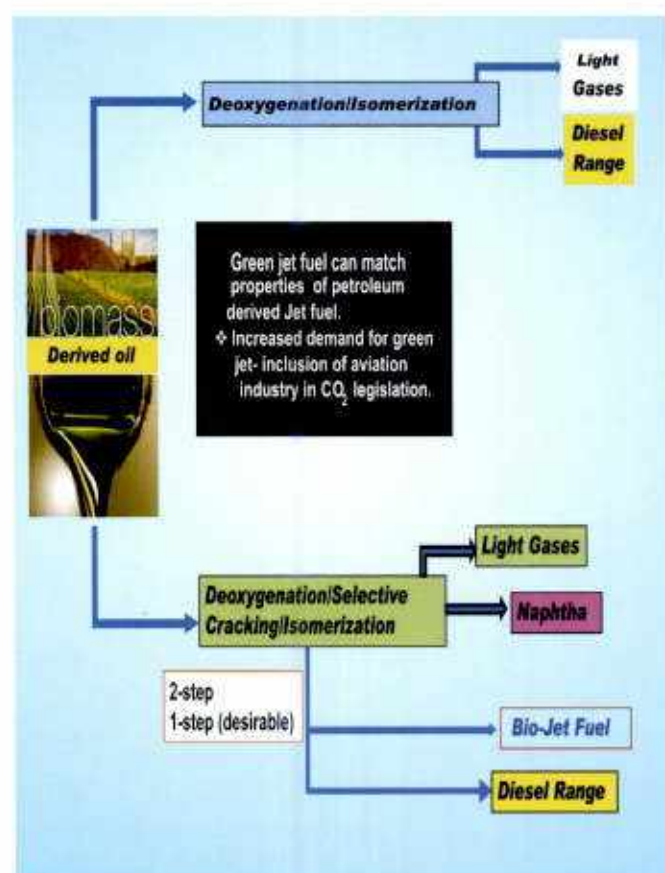 Light
Gases
Deoxygenation/Isomerization
Diesel
Range
Green jet fuel can match
properties of petroleum
derived Jet fuel.
❖ Increased demand for green
jet- inclusion of aviation
industry in CO₂ legislation.
biomass
Derived oil
Light Gases
Deoxygenation/Selective
Cracking/Isomerization
Naphtha
2-step
1-step (desirable)
Bio-Jet Fuel
Diesel Range